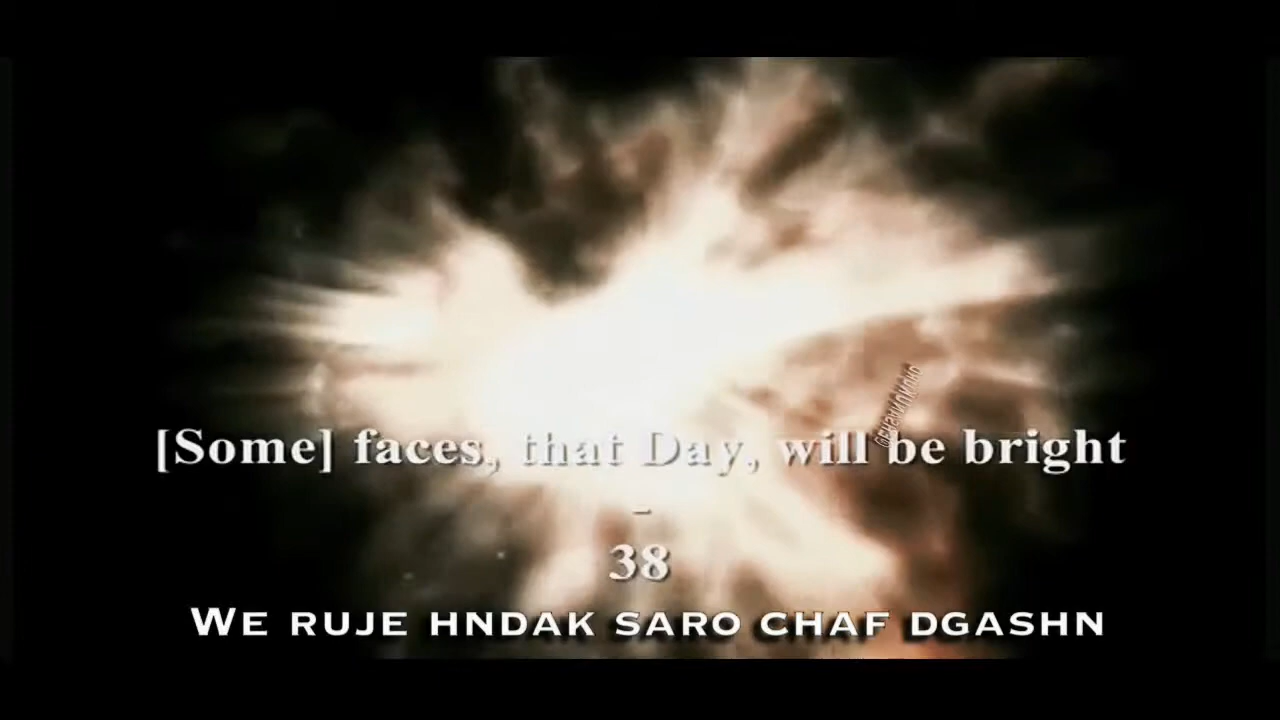 [Some] faces, that Day, will be bright
-
38
WE RUJE HNDAK SARO CHAF DGASHN